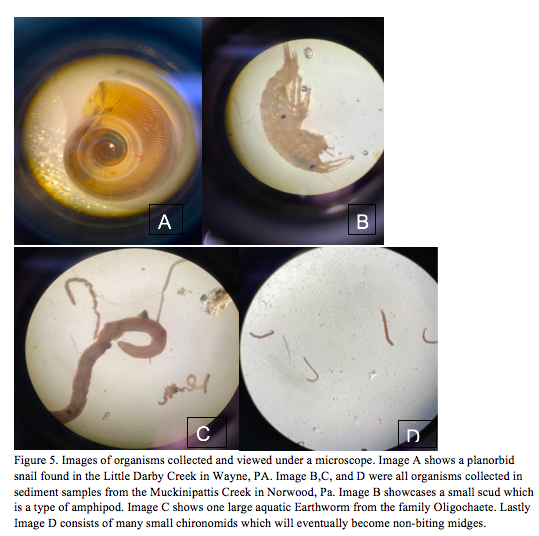 A
B
C
D
Figure 5. Images of organisms collected and viewed under a microscope. Image A shows a planorbid
snail found in the Little Darby Creek in Wayne, PA. Image B,C, and D were all organisms collected in
sediment samples from the Muckinipattis Creek in Norwood, Pa. Image B showcases a small scud which
is a type of amphipod. Image C shows one large aquatic Earthworm from the family Oligochaete. Lastly
Image D consists of many small chironomids which will eventually become non-biting midges.